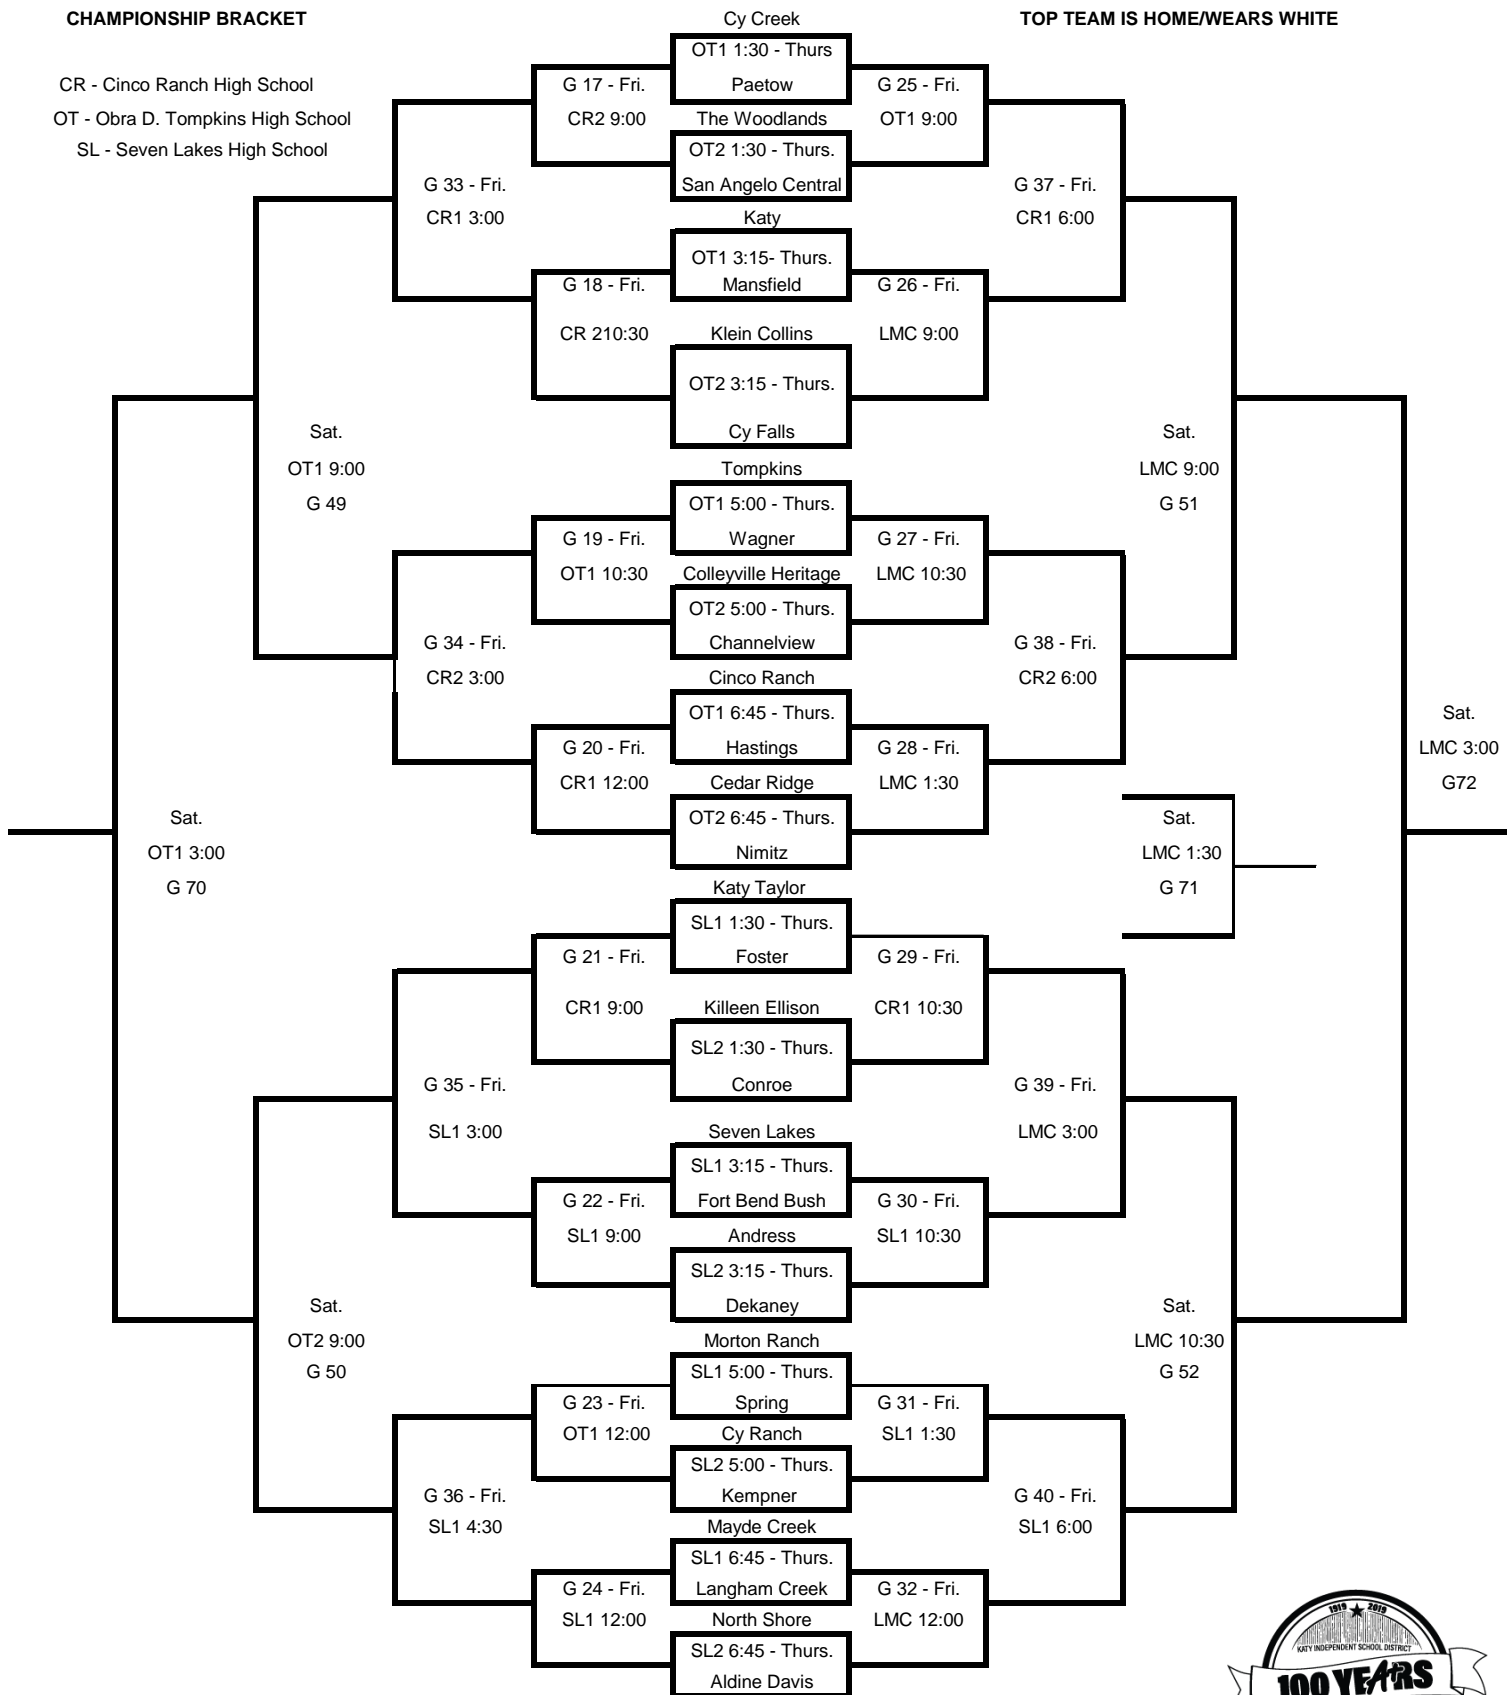 CHAMPIONSHIP BRACKET
Cy Creek
TOP TEAM IS HOME/WEARS WHITE
OT1 1:30 - Thurs
CR - Cinco Ranch High School
G 17 - Fri.
Paetow
G 25 - Fri.
OT - Obra D. Tompkins High School
CR2 9:00
The Woodlands
OT1 9:00
SL - Seven Lakes High School
OT2 1:30 - Thurs.
G 33 - Fri.
San Angelo Central
G 37 - Fri.
CR1 3:00
Katy
CR1 6:00
OT1 3:15- Thurs.
G 18 - Fri.
Mansfield
G 26 - Fri.
CR 210:30
Klein Collins
LMC 9:00
OT2 3:15 - Thurs.
Sat.
Cy Falls
Sat.
OT1 9:00
Tompkins
LMC 9:00
G 49
OT1 5:00 - Thurs.
G 51
G 19 - Fri.
Wagner
G 27 - Fri.
OT1 10:30
Colleyville Heritage
LMC 10:30
OT2 5:00 - Thurs.
G 34 - Fri.
Channelview
G 38 - Fri.
CR2 3:00
Cinco Ranch
CR2 6:00
OT1 6:45 - Thurs.
Sat.
G 20 - Fri.
Hastings
G 28 - Fri.
LMC 3:00
CR1 12:00
Cedar Ridge
LMC 1:30
G72
Sat.
OT2 6:45 - Thurs.
Sat.
OT1 3:00
Nimitz
LMC 1:30
G 70
Katy Taylor
G 71
SL1 1:30 - Thurs.
G 21 - Fri.
Foster
G 29 - Fri.
CR1 9:00
Killeen Ellison
CR1 10:30
SL2 1:30 - Thurs.
G 35 - Fri.
Conroe
G 39 - Fri.
SL1 3:00
Seven Lakes
LMC 3:00
SL1 3:15 - Thurs.
G 22 - Fri.
Fort Bend Bush
G 30 - Fri.
SL1 9:00
Andress
SL1 10:30
SL2 3:15 - Thurs.
Sat.
Dekaney
Sat.
OT2 9:00
Morton Ranch
LMC 10:30
G 50
SL1 5:00 - Thurs.
G 52
G 23 - Fri.
Spring
G 31 - Fri.
OT1 12:00
Cy Ranch
SL1 1:30
SL2 5:00 - Thurs.
G 36 - Fri.
Kempner
G 40 - Fri.
SL1 4:30
Mayde Creek
SL1 6:00
SL1 6:45 - Thurs.
G 24 - Fri.
Langham Creek
G 32 - Fri.
SL1 12:00
North Shore
LMC 12:00
SL2 6:45 - Thurs.
Aldine Davis
1919 2019
KATY INDEPENDENT SCHOOL DISTRICT
100 YEARS